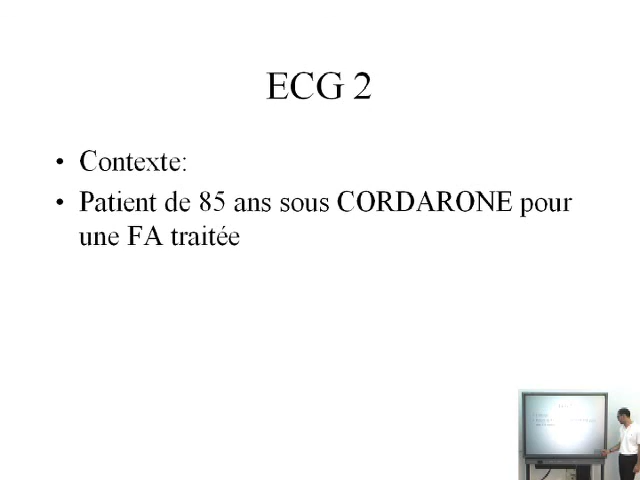 ECG 2
• Contexte:
• Patient de 85 ans sous CORDARONE pour
une FA traitée